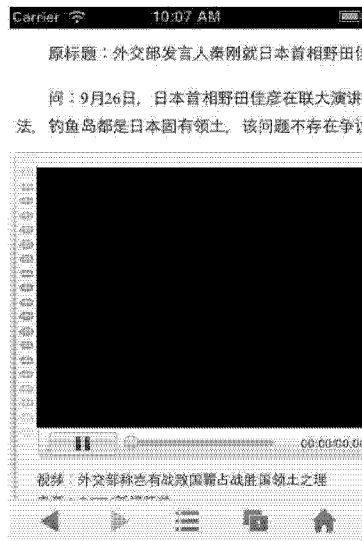 Carrier 10:07 AM
原标题：外交部发言人秦刚就日本首相野田佳
问：9月26日，日本首相野田佳彦在联大演讲
法，钓鱼岛都是日本固有领土，该问题不存在争议
00:00/00:00
视频：外交部称岂有战败国霸占战胜国领土之理